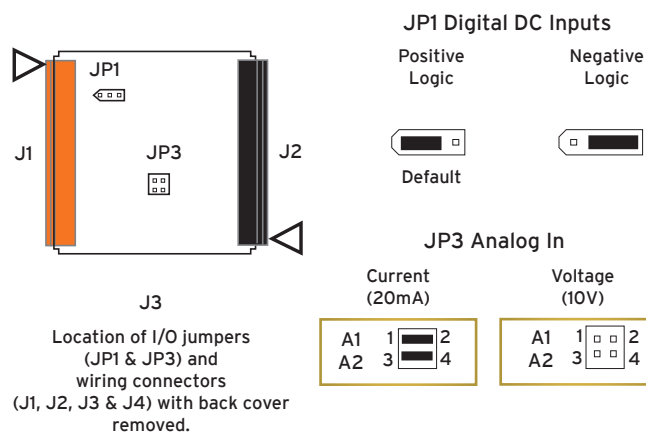 JP1 Digital DC Inputs
Positive
Logic
Negative
Logic
Default
JP1
J1
JP3
J2
J3
Location of I/O jumpers
(JP1 & JP3) and
wiring connectors
(J1, J2, J3 & J4) with back cover
removed.
JP3 Analog In
Current
(20mA)
Voltage
(10V)
A1 1 2
A2 3 4
A1 1 2
A2 3 4